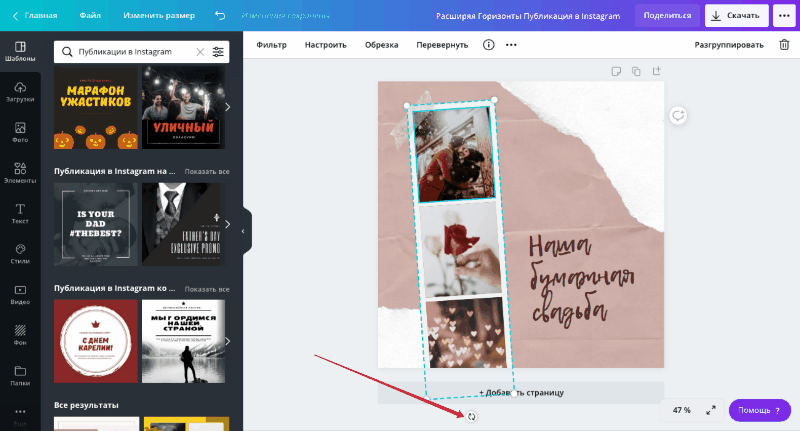 Главная
Файл
Изменить размер
Изменения сохранены
Расширяя Горизонты Публикация в Instagram
Поделиться
Скачать
Шаблоны
Загрузки
Фото
Элементы
Текст
Стили
Видео
Фон
Папки
Еще
Публикации в Instagram
МАРАФОН
УЖАСТИКОВ
УЛИЧНЫЙ
Публикация в Instagram на ...
Показать все
IS YOUR
DAD
#THEBEST?
FATHER'S DAY
EXCLUSIVE PROMO
Публикация в Instagram ко ...
Показать все
С ДНЕМ
КАРЕЛИИ!
МЫ ГОРДИМСЯ
НАШЕЙ
СТРАНОЙ
Все результаты
Фильтр
Настроить
Обрезка
Перевернуть
Разгруппировать
Наша
бумажная
свадьба
+ Добавить страницу
47 %
Помощь ?